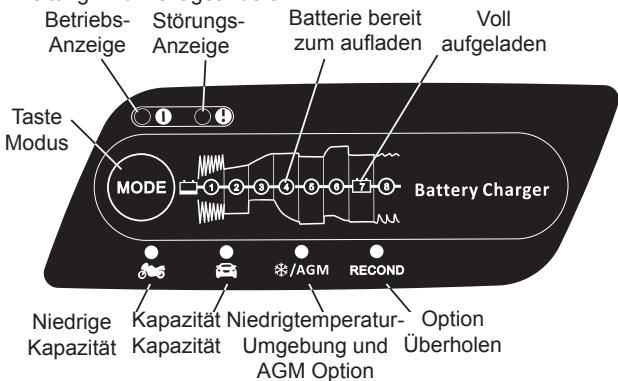 Betriebs-
Anzeige
Störungs-
Anzeige
Batterie bereit
zum aufladen
Voll
aufgeladen
Taste
Modus
MODE
1 2 3 4 5 6 7 8
Battery Charger
❄/AGM
RECOND
Niedrige
Kapazität
Kapazität
Kapazität
Niedrigtemperatur-
Umgebung und
AGM Option
Option
Überholen